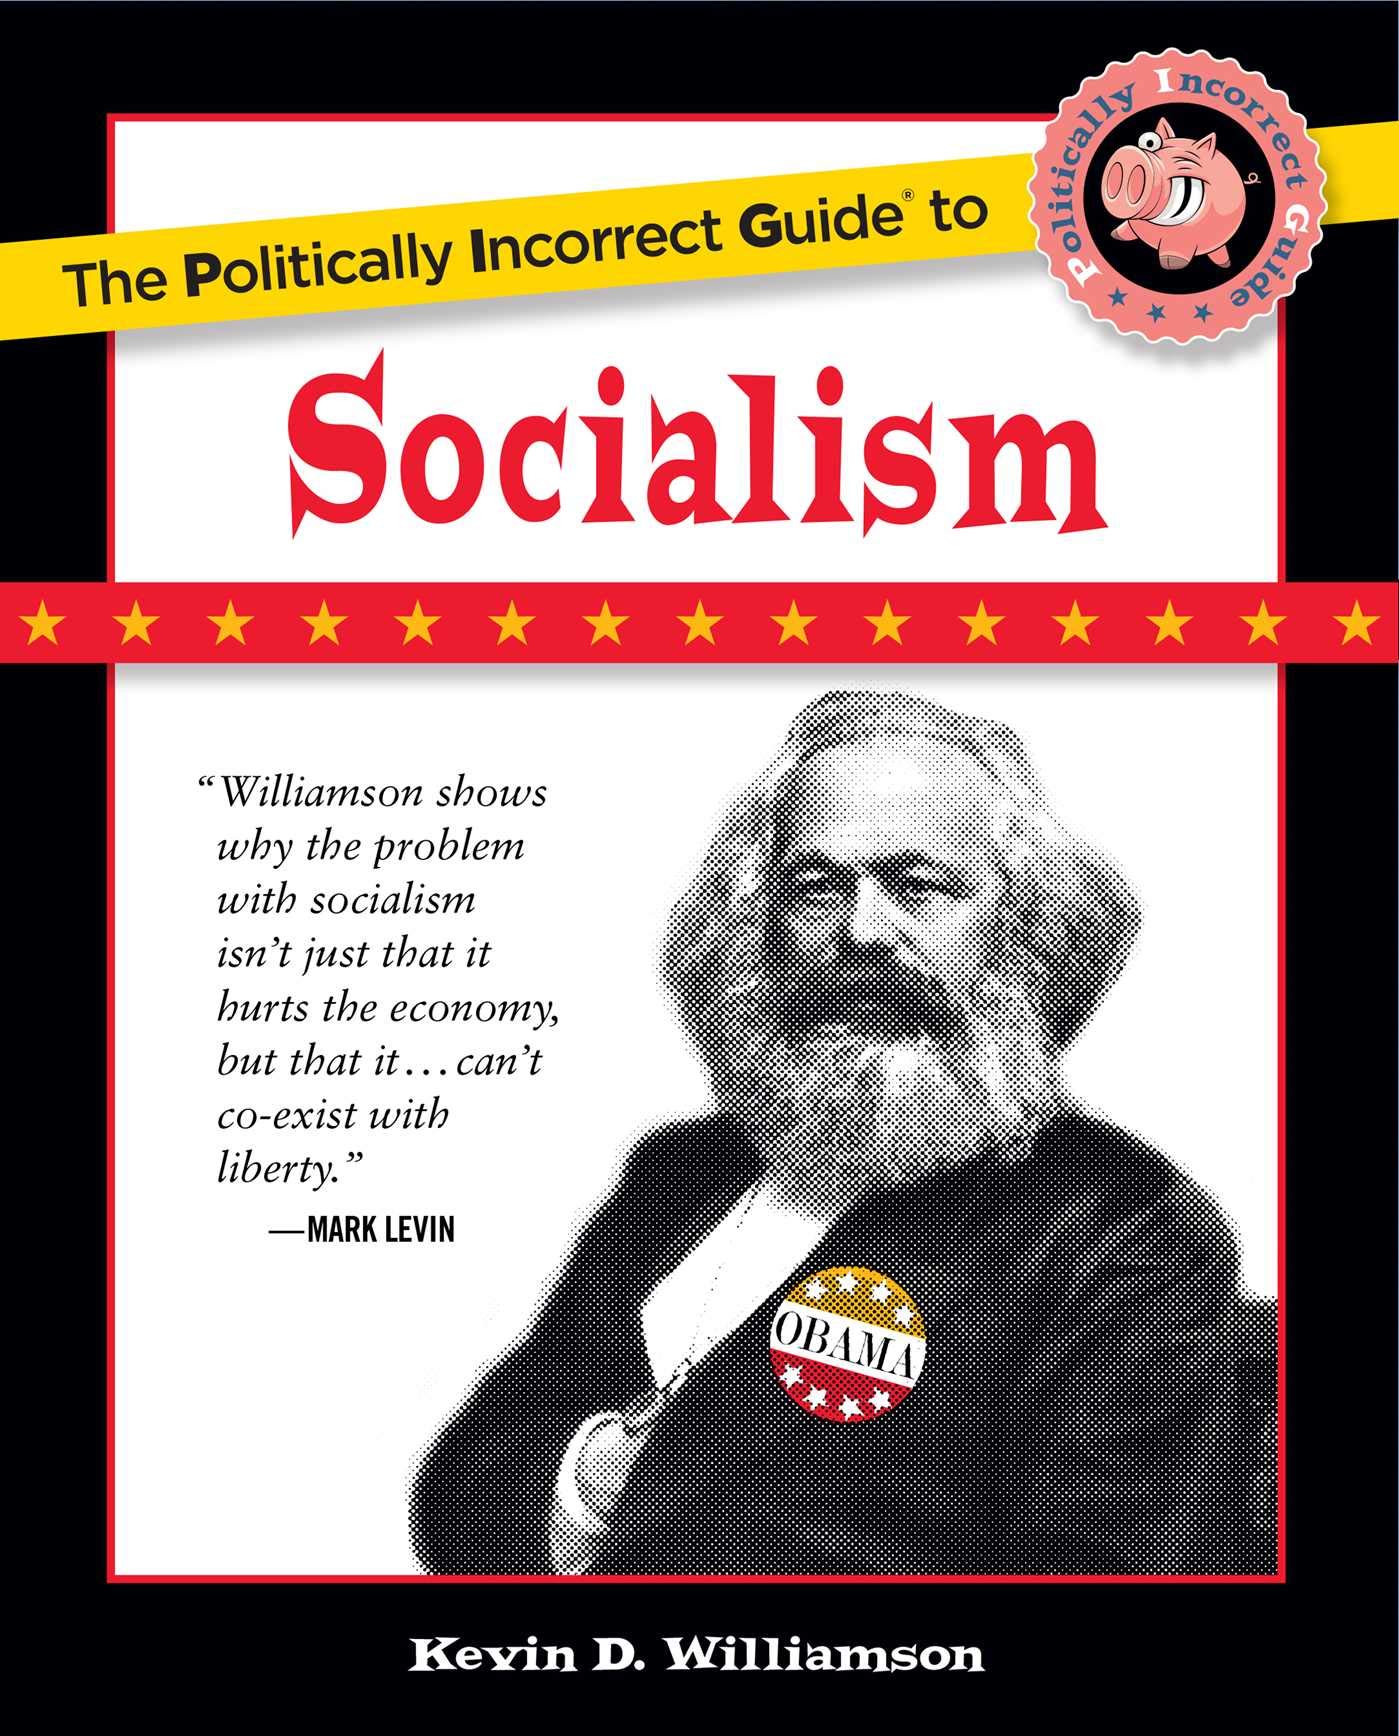 The Politically Incorrect Guide® to
Politically Incorrect Guide
Socialism
“Williamson shows
why the problem
with socialism
isn’t just that it
hurts the economy,
but that it…can’t
co-exist with
liberty.”
—MARK LEVIN
OBAMA
Kevin D. Williamson